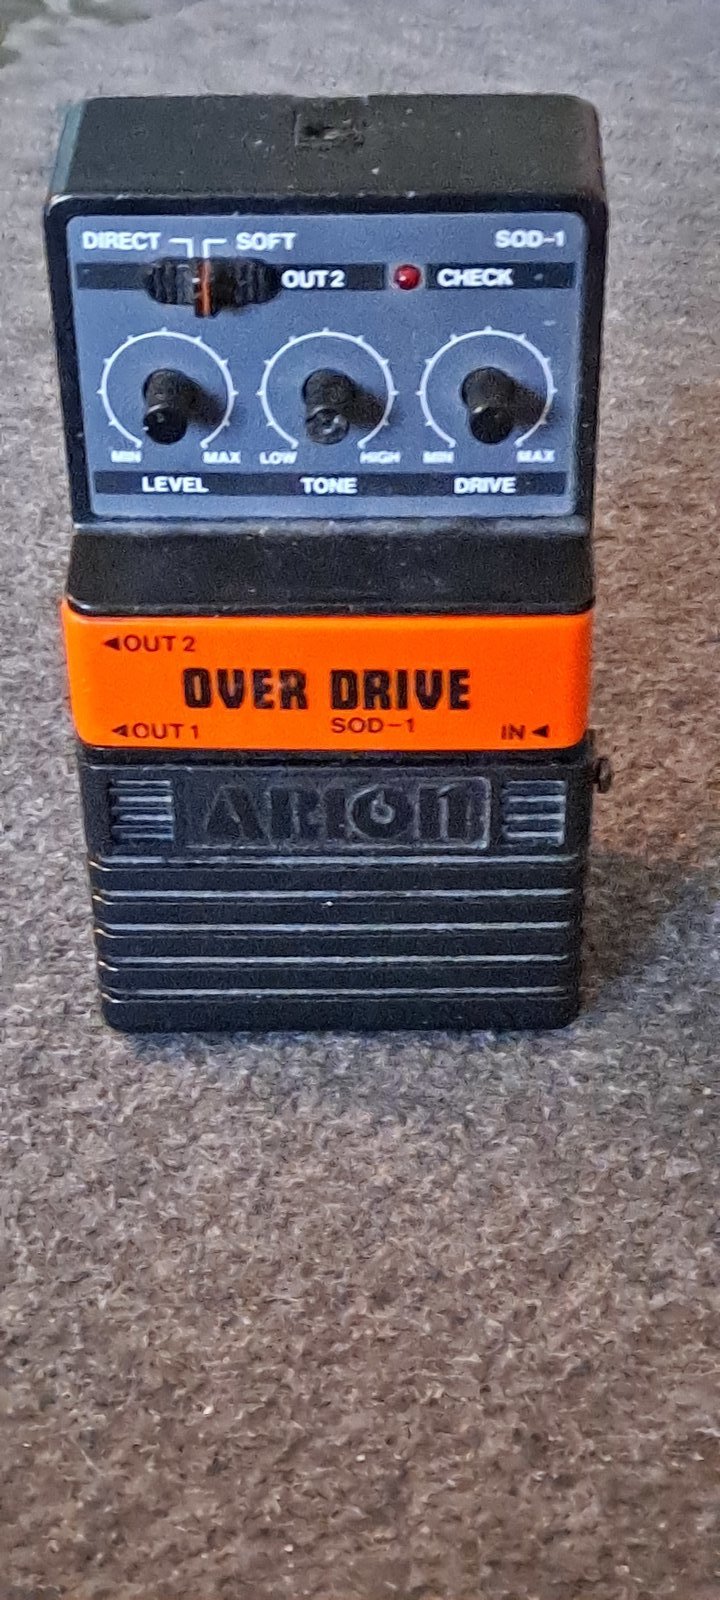 DIRECT SOFT SOD-1
OUT 2 CHECK
MIN MAX LOW HIGH MIN MAX
LEVEL TONE DRIVE
◄OUT 2
OVER DRIVE
◄OUT 1 SOD-1 IN◄
ARION